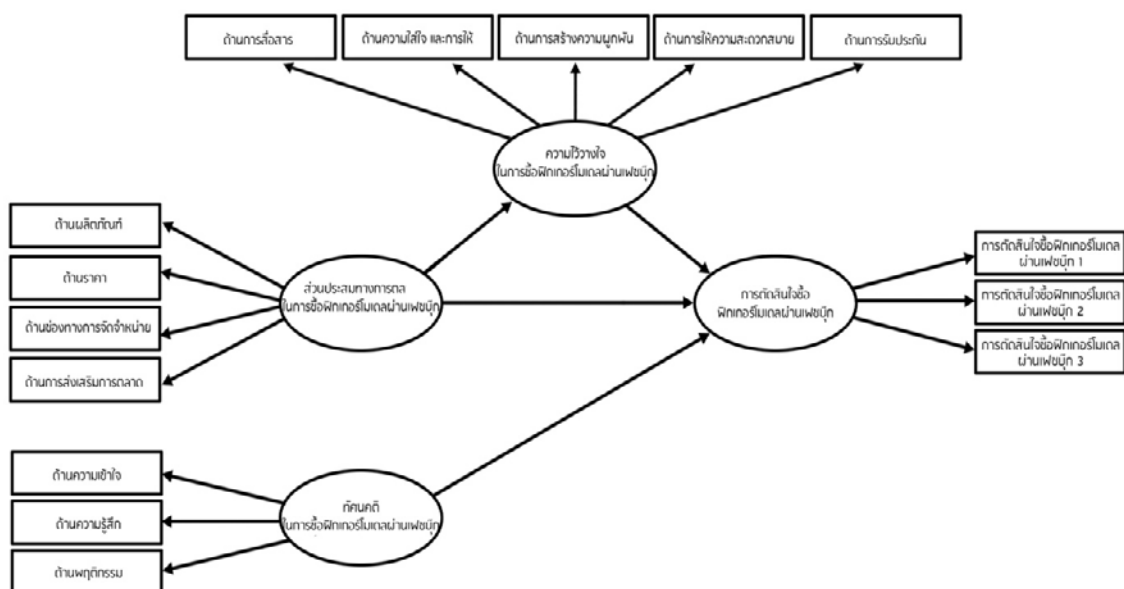 ด้านการสื่อสาร
ด้านความใส่ใจ และการให้
ด้านการสร้างความผูกพัน
ด้านการให้ความสะดวกสบาย
ด้านการรับประกัน
ความไว้วางใจ
ในการซื้อฟิกเกอร์โมเดลผ่านเฟซบุ๊ก
ด้านผลิตภัณฑ์
ด้านราคา
ด้านช่องทางการจัดจำหน่าย
ด้านการส่งเสริมการตลาด
ส่วนประสมทางการตล
ในการซื้อฟิกเกอร์โมเดลผ่านเฟซบุ๊ก
การตัดสินใจซื้อ
ฟิกเกอร์โมเดลผ่านเฟซบุ๊ก
การตัดสินใจซื้อฟิกเกอร์โมเดล
ผ่านเฟซบุ๊ก 1
การตัดสินใจซื้อฟิกเกอร์โมเดล
ผ่านเฟซบุ๊ก 2
การตัดสินใจซื้อฟิกเกอร์โมเดล
ผ่านเฟซบุ๊ก 3
ด้านความเข้าใจ
ด้านความรู้สึก
ด้านพฤติกรรม
ทัศนคติ
ในการซื้อฟิกเกอร์โมเดลผ่านเฟซบุ๊ก